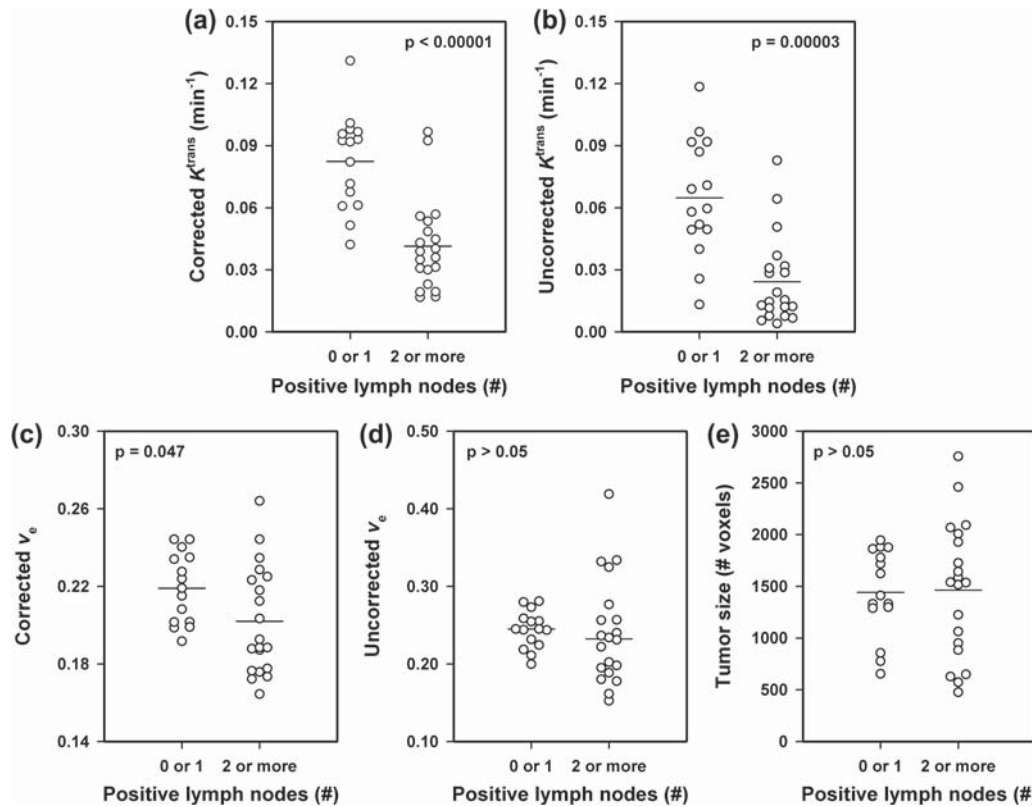 (a)
p < 0.00001
Corrected K^trans (min⁻¹)
0.15
0.12
0.09
0.06
0.03
0.00
0 or 1 2 or more
Positive lymph nodes (#)
(b)
p = 0.00003
Uncorrected K^trans (min⁻¹)
0.15
0.12
0.09
0.06
0.03
0.00
0 or 1 2 or more
Positive lymph nodes (#)
(c)
p = 0.047
Corrected vₑ
0.30
0.26
0.22
0.18
0.14
0 or 1 2 or more
Positive lymph nodes (#)
(d)
p > 0.05
Uncorrected vₑ
0.50
0.40
0.30
0.20
0.10
0 or 1 2 or more
Positive lymph nodes (#)
(e)
p > 0.05
Tumor size (# voxels)
3000
2500
2000
1500
1000
500
0
0 or 1 2 or more
Positive lymph nodes (#)